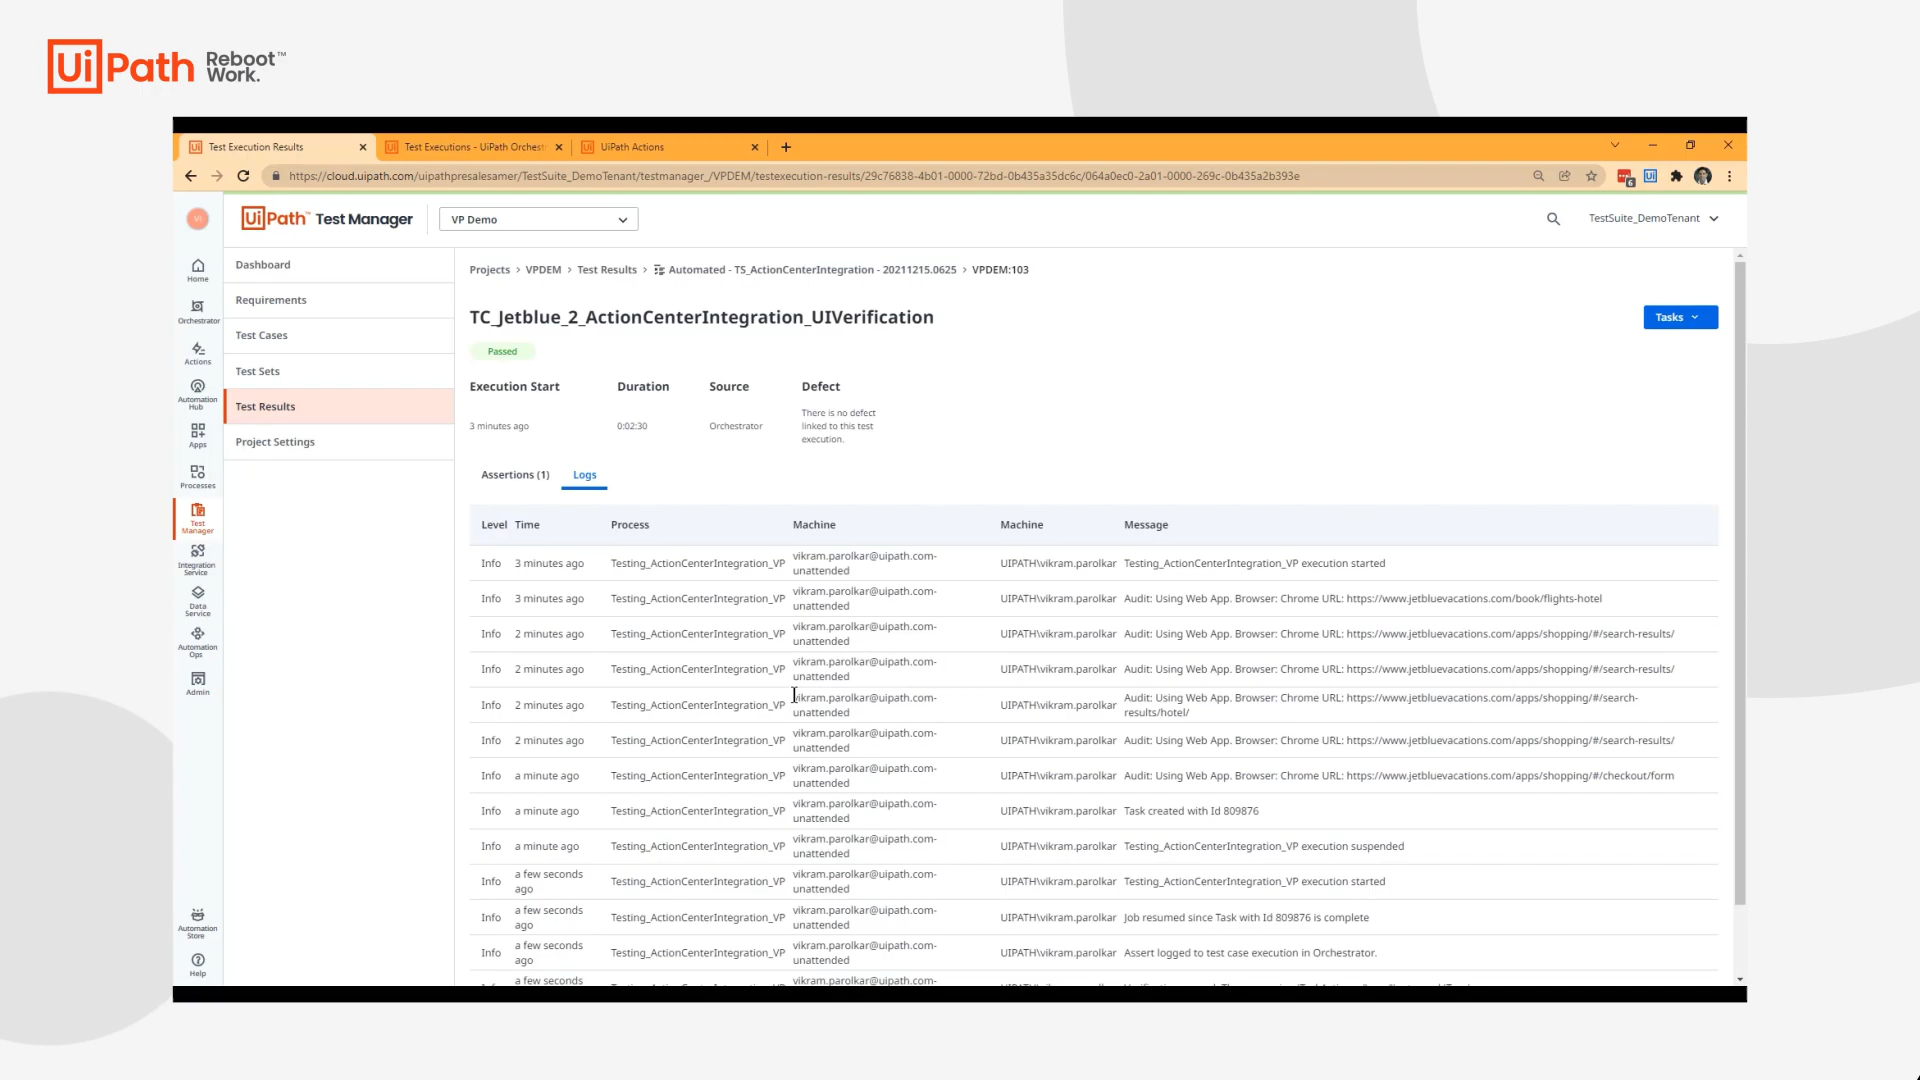 UiPath Reboot™
Work.
Test Execution Results
Test Executions - UiPath Orchest
UiPath Actions
https://cloud.uipath.com/uipathpresalesamer/TestSuite_DemoTenant/testmanager_/VPDEM/testexecution-results/29c76838-4b01-0000-72bd-0b435a35dc6c/064a0ec0-2a01-0000-269c-0b435a2b393e
6
Ui
VI
UiPath™ Test Manager
VP Demo
TestSuite_DemoTenant
Home
Orchestrator
Actions
Automation
Hub
Apps
Processes
Test
Manager
Integration
Service
Data
Service
Automation
Ops
Admin
Automation
Store
Help
Dashboard
Requirements
Test Cases
Test Sets
Test Results
Project Settings
Projects > VPDEM > Test Results > Automated - TS_ActionCenterIntegration - 20211215.0625 > VPDEM:103
TC_Jetblue_2_ActionCenterIntegration_UIVerification
Tasks
Passed
Execution Start Duration Source Defect
3 minutes ago 0:02:30 Orchestrator There is no defect
linked to this test
execution.
Assertions (1) Logs
Level Time Process Machine Machine Message
Info 3 minutes ago Testing_ActionCenterIntegration_VP vikram.parolkar@uipath.com-
unattended UIPATH\vikram.parolkar Testing_ActionCenterIntegration_VP execution started
Info 3 minutes ago Testing_ActionCenterIntegration_VP vikram.parolkar@uipath.com-
unattended UIPATH\vikram.parolkar Audit: Using Web App. Browser: Chrome URL: https://www.jetbluevacations.com/book/flights-hotel
Info 2 minutes ago Testing_ActionCenterIntegration_VP vikram.parolkar@uipath.com-
unattended UIPATH\vikram.parolkar Audit: Using Web App. Browser: Chrome URL: https://www.jetbluevacations.com/apps/shopping/#/search-results/
Info 2 minutes ago Testing_ActionCenterIntegration_VP vikram.parolkar@uipath.com-
unattended UIPATH\vikram.parolkar Audit: Using Web App. Browser: Chrome URL: https://www.jetbluevacations.com/apps/shopping/#/search-results/
Info 2 minutes ago Testing_ActionCenterIntegration_VP vikram.parolkar@uipath.com-
unattended UIPATH\vikram.parolkar Audit: Using Web App. Browser: Chrome URL: https://www.jetbluevacations.com/apps/shopping/#/search-
results/hotel/
Info 2 minutes ago Testing_ActionCenterIntegration_VP vikram.parolkar@uipath.com-
unattended UIPATH\vikram.parolkar Audit: Using Web App. Browser: Chrome URL: https://www.jetbluevacations.com/apps/shopping/#/search-results/
Info a minute ago Testing_ActionCenterIntegration_VP vikram.parolkar@uipath.com-
unattended UIPATH\vikram.parolkar Audit: Using Web App. Browser: Chrome URL: https://www.jetbluevacations.com/apps/shopping/#/checkout/form
Info a minute ago Testing_ActionCenterIntegration_VP vikram.parolkar@uipath.com-
unattended UIPATH\vikram.parolkar Task created with Id 809876
Info a minute ago Testing_ActionCenterIntegration_VP vikram.parolkar@uipath.com-
unattended UIPATH\vikram.parolkar Testing_ActionCenterIntegration_VP execution suspended
Info a few seconds
ago Testing_ActionCenterIntegration_VP vikram.parolkar@uipath.com-
unattended UIPATH\vikram.parolkar Testing_ActionCenterIntegration_VP execution started
Info a few seconds
ago Testing_ActionCenterIntegration_VP vikram.parolkar@uipath.com-
unattended UIPATH\vikram.parolkar Job resumed since Task with Id 809876 is complete
Info a few seconds
ago Testing_ActionCenterIntegration_VP vikram.parolkar@uipath.com-
unattended UIPATH\vikram.parolkar Assert logged to test case execution in Orchestrator.
a few seconds vikram.parolkar@uipath.com-